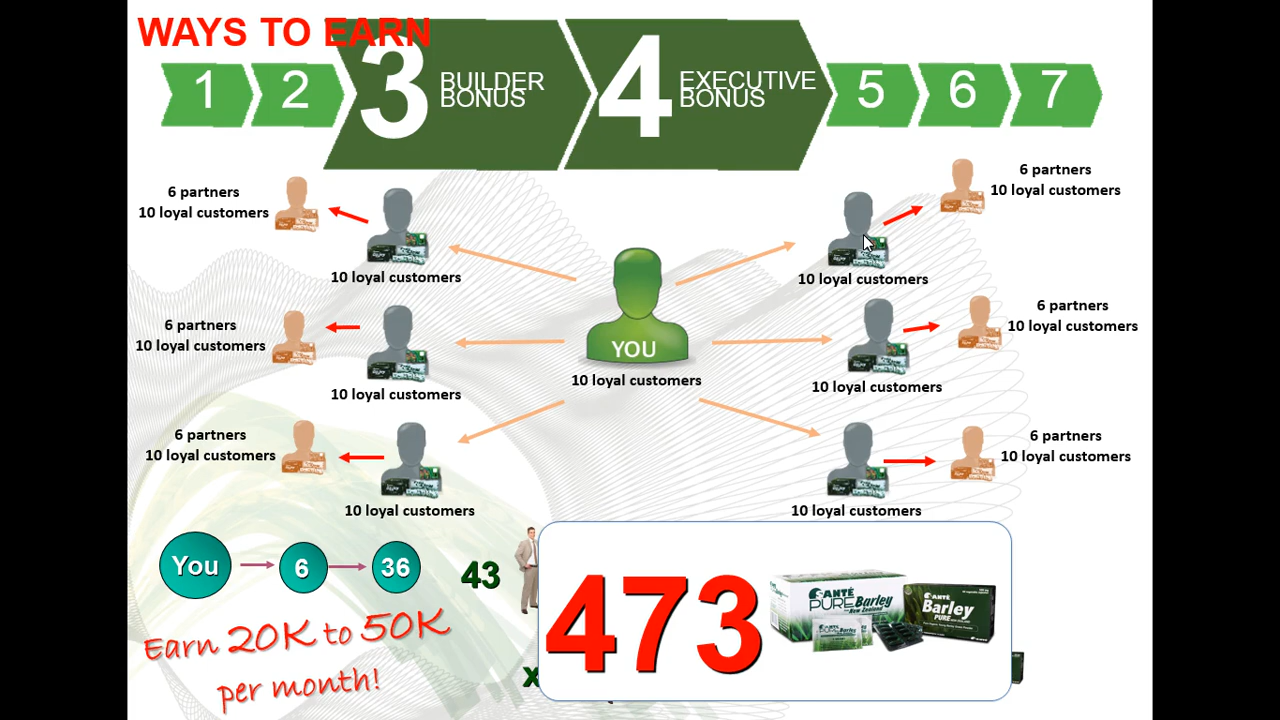 WAYS TO EARN
1
2
3
BUILDER
BONUS
4
EXECUTIVE
BONUS
5
6
7
6 partners
10 loyal customers
10 loyal customers
6 partners
10 loyal customers
10 loyal customers
6 partners
10 loyal customers
10 loyal customers
YOU
10 loyal customers
6 partners
10 loyal customers
10 loyal customers
6 partners
10 loyal customers
10 loyal customers
6 partners
10 loyal customers
10 loyal customers
You
6
36
43
Earn 20K to 50K
per month!
x
473
SANTÉ
PURE Barley
New Zealand
SANTÉ
Barley
PURE